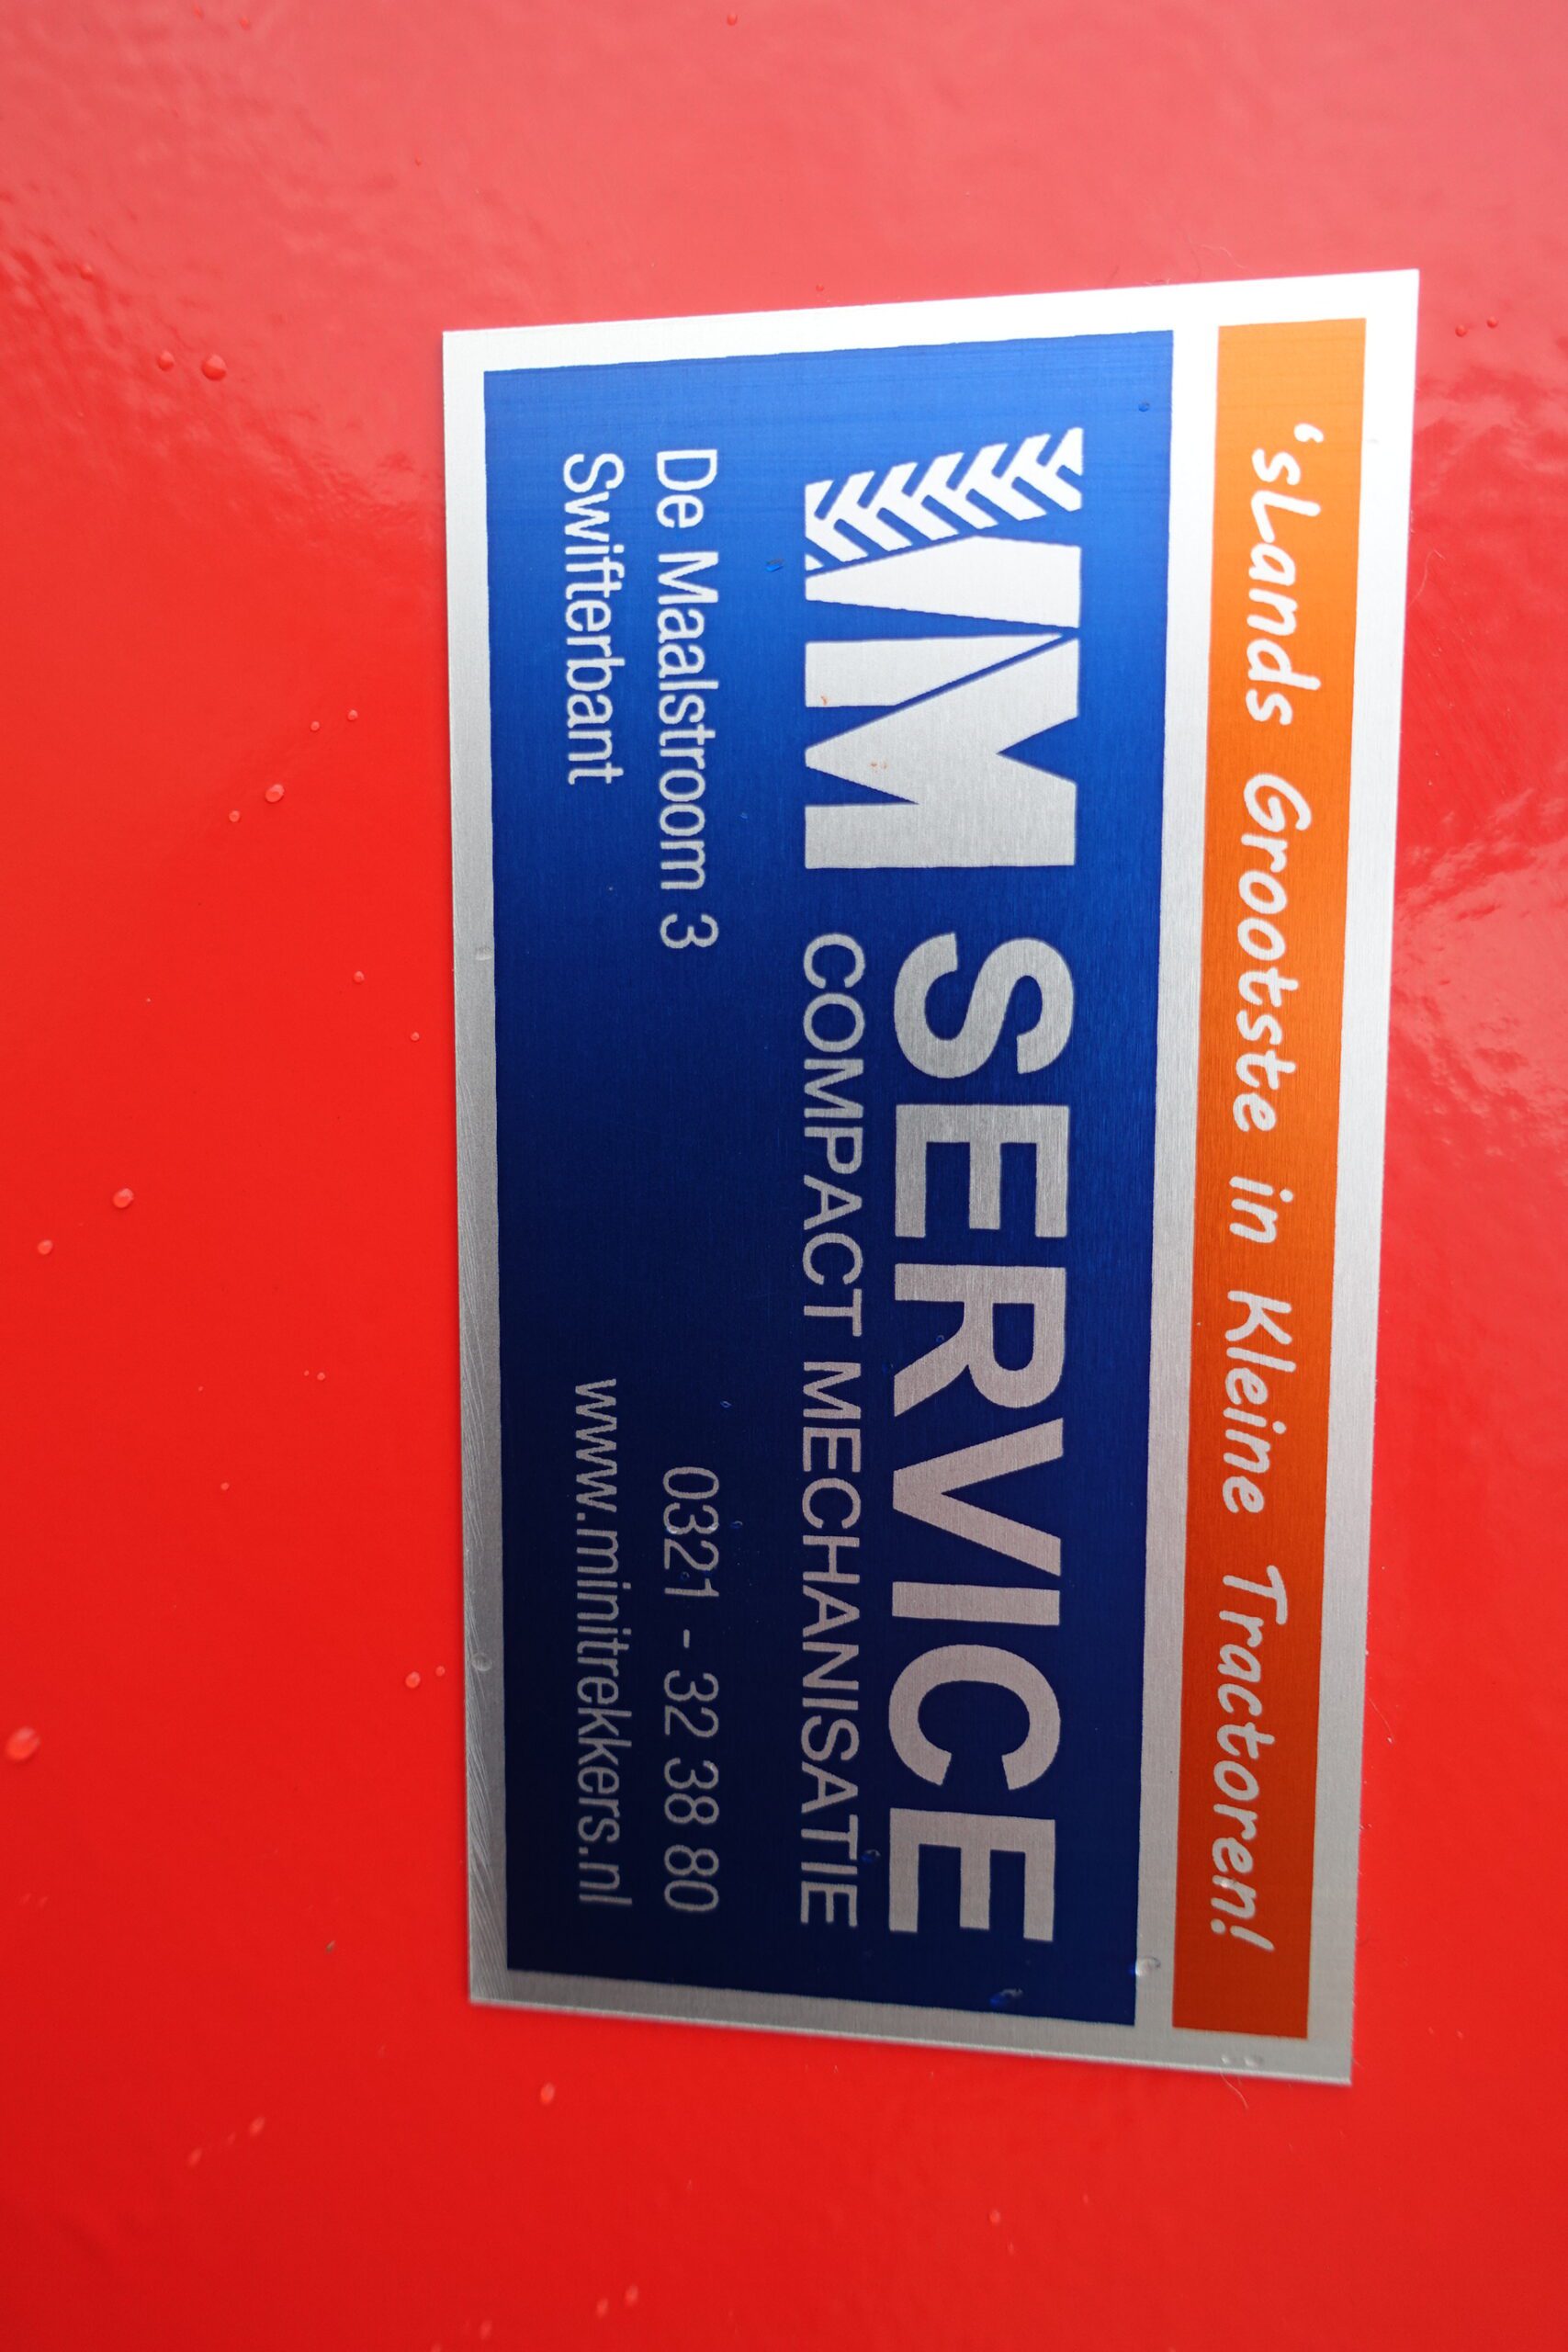 'sLands Grootste in Kleine Tractoren!
VM SERVICE
COMPACT MECHANISATIE
De Maalstroom 3
Swifterbant
0321 - 32 38 80
www.minitrekkers.nl